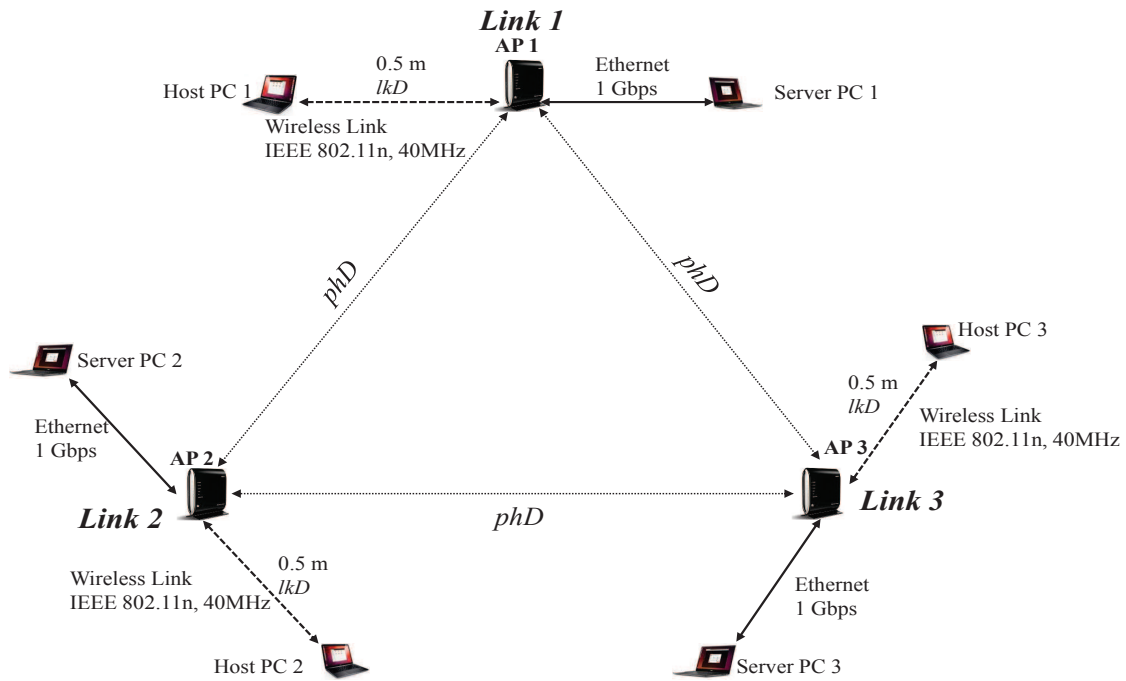 Link 1
AP 1
0.5 m
lkD
Ethernet
1 Gbps
Host PC 1
Server PC 1
Wireless Link
IEEE 802.11n, 40MHz
phD
phD
Host PC 3
Server PC 2
0.5 m
lkD
Ethernet
1 Gbps
Wireless Link
IEEE 802.11n, 40MHz
AP 2
AP 3
Link 2
phD
Link 3
0.5 m
lkD
Wireless Link
IEEE 802.11n, 40MHz
Ethernet
1 Gbps
Host PC 2
Server PC 3